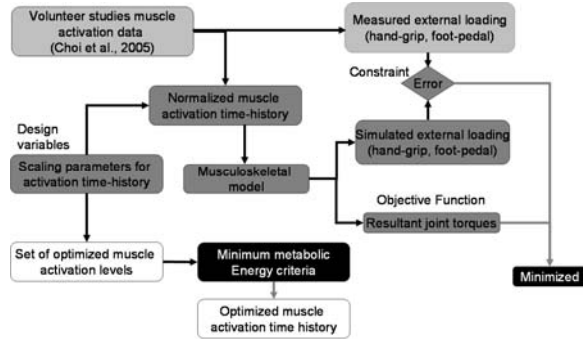 Volunteer studies muscle
activation data
(Choi et al., 2005)
Measured external loading
(hand-grip, foot-pedal)
Constraint
Error
Normalized muscle
activation time-history
Design
variables
Simulated external loading
(hand-grip, foot-pedal)
Scaling parameters for
activation time-history
Musculoskeletal
model
Objective Function
Resultant joint torques
Set of optimized muscle
activation levels
Minimum metabolic
Energy criteria
Minimized
Optimized muscle
activation time history